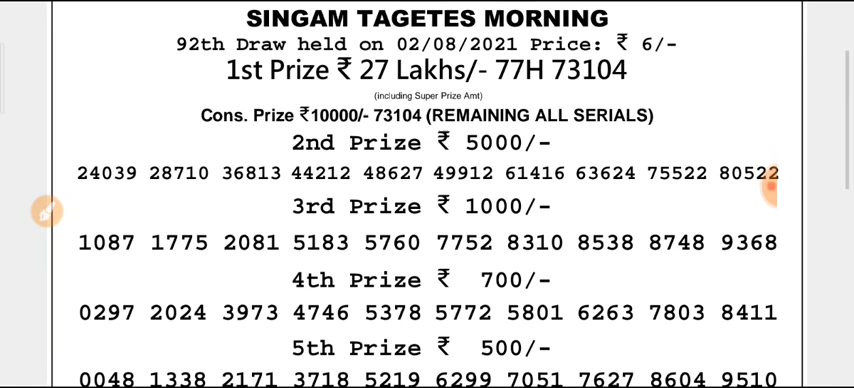 SINGAM TAGETES MORNING
92th Draw held on 02/08/2021 Price: ₹ 6/-
1st Prize ₹ 27 Lakhs/- 77H 73104
(including Super Prize Amt)
Cons. Prize ₹10000/- 73104 (REMAINING ALL SERIALS)
2nd Prize ₹ 5000/-
24039 28710 36813 44212 48627 49912 61416 63624 75522 80522
3rd Prize ₹ 1000/-
1087 1775 2081 5183 5760 7752 8310 8538 8748 9368
4th Prize ₹ 700/-
0297 2024 3973 4746 5378 5772 5801 6263 7803 8411
5th Prize ₹ 500/-
0048 1338 2171 3718 5219 6299 7051 7627 8604 9510